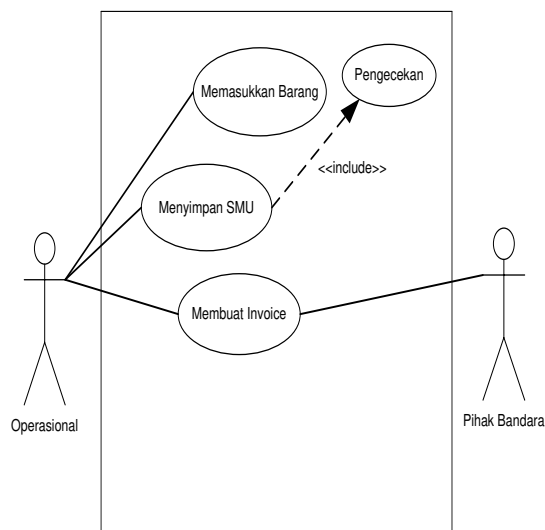 Pengecekan
Memasukkan Barang
<<include>>
Menyimpan SMU
Membuat Invoice
Operasional
Pihak Bandara